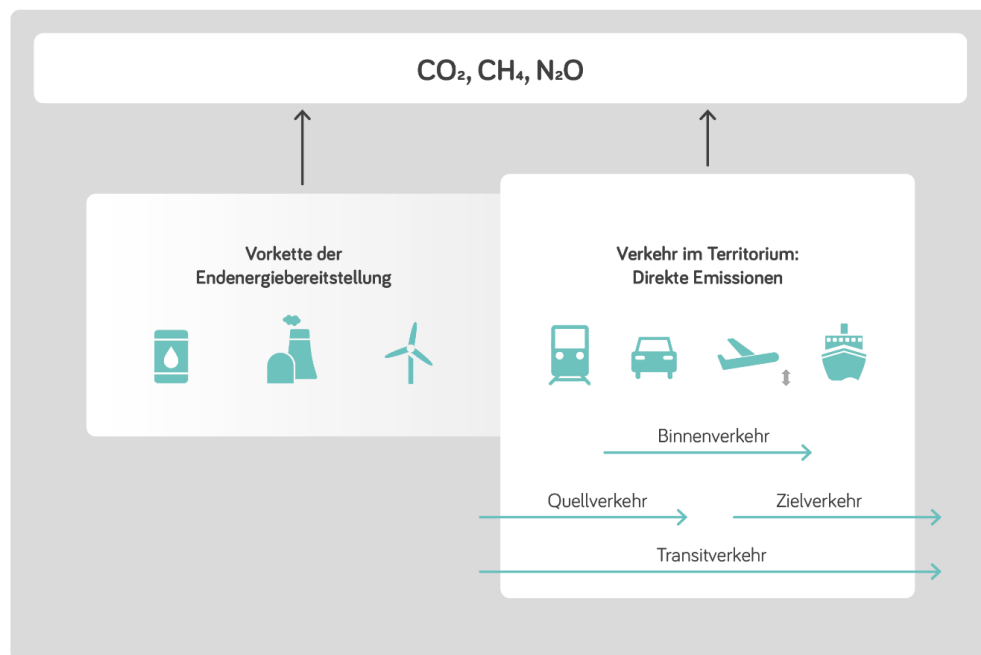 CO₂, CH₄, N₂O
Vorkette der
Endenergiebereitstellung
Verkehr im Territorium:
Direkte Emissionen
Binnenverkehr
Quellverkehr
Zielverkehr
Transitverkehr